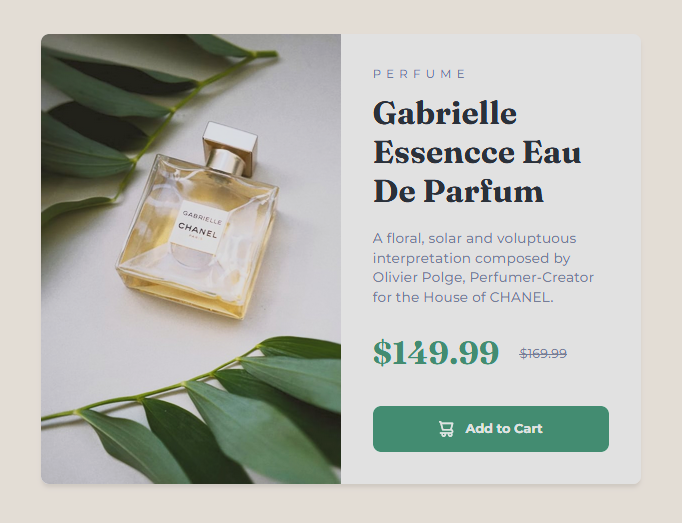 GABRIELLE
CHANEL
PARIS
PERFUME
Gabrielle
Essencce Eau
De Parfum
A floral, solar and voluptuous
interpretation composed by
Olivier Polge, Perfumer-Creator
for the House of CHANEL.
$149.99 $169.99
Add to Cart